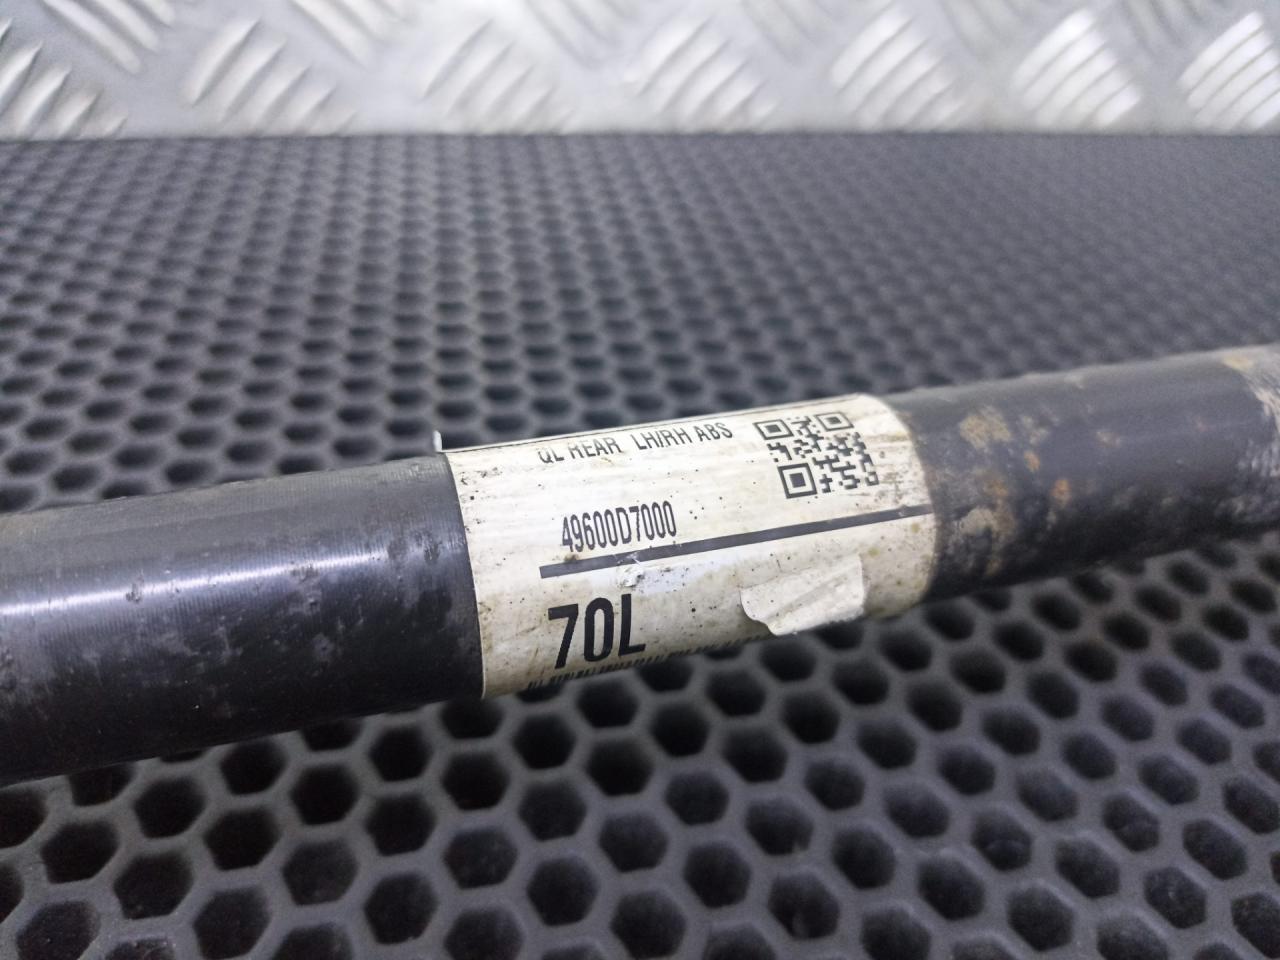 QL REAR LH/RH ABS
49600D7000
70L